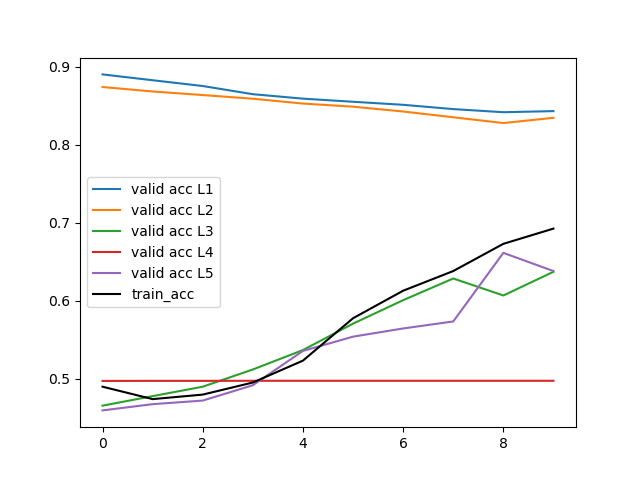 0.9
0.8
0.7
0.6
0.5
valid acc L1
valid acc L2
valid acc L3
valid acc L4
valid acc L5
train_acc
0 2 4 6 8